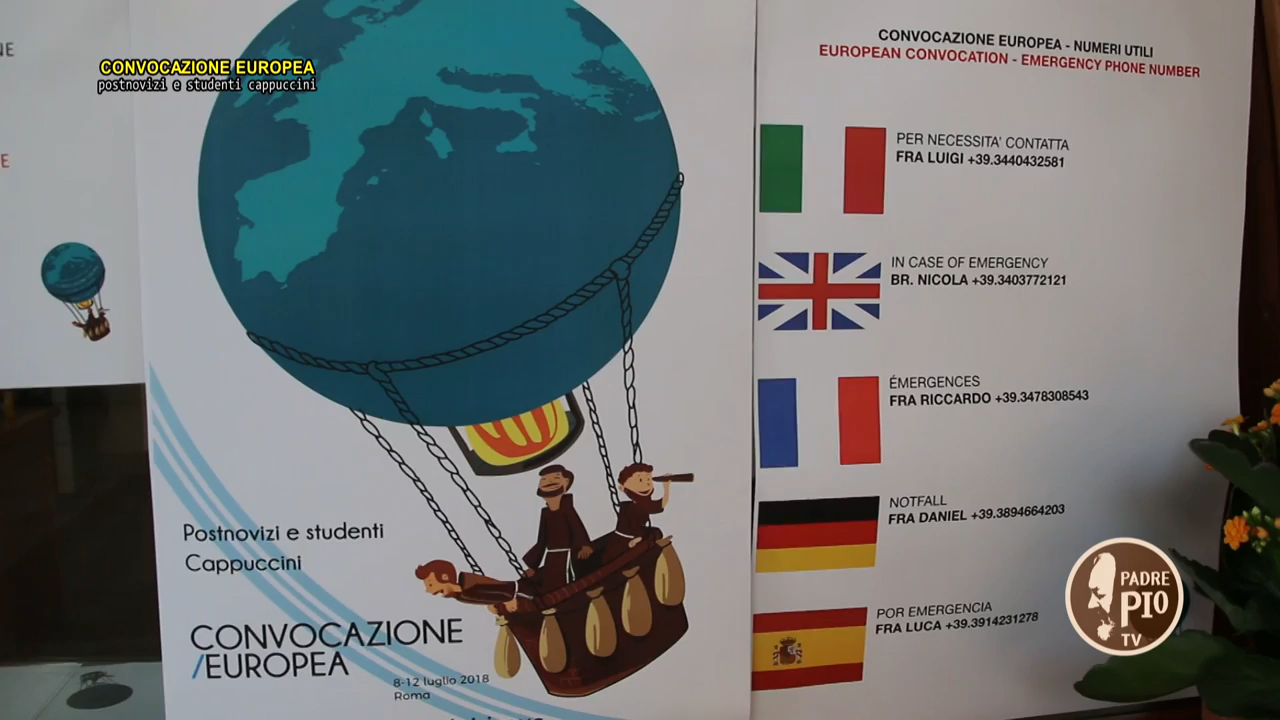 CONVOCAZIONE EUROPEA
postnovizi e studenti cappuccini
NE
E
Postnovizi e studenti
Cappuccini
CONVOCAZIONE
/EUROPEA
8-12 luglio 2018
Roma
CONVOCAZIONE EUROPEA - NUMERI UTILI
EUROPEAN CONVOCATION - EMERGENCY PHONE NUMBER
PER NECESSITA' CONTATTA
FRA LUIGI +39.3440432581
IN CASE OF EMERGENCY
BR. NICOLA +39.3403772121
ÉMERGENCES
FRA RICCARDO +39.3478308543
NOTFALL
FRA DANIEL +39.3894664203
POR EMERGENCIA
FRA LUCA +39.3914231278
PADRE
PIO
TV